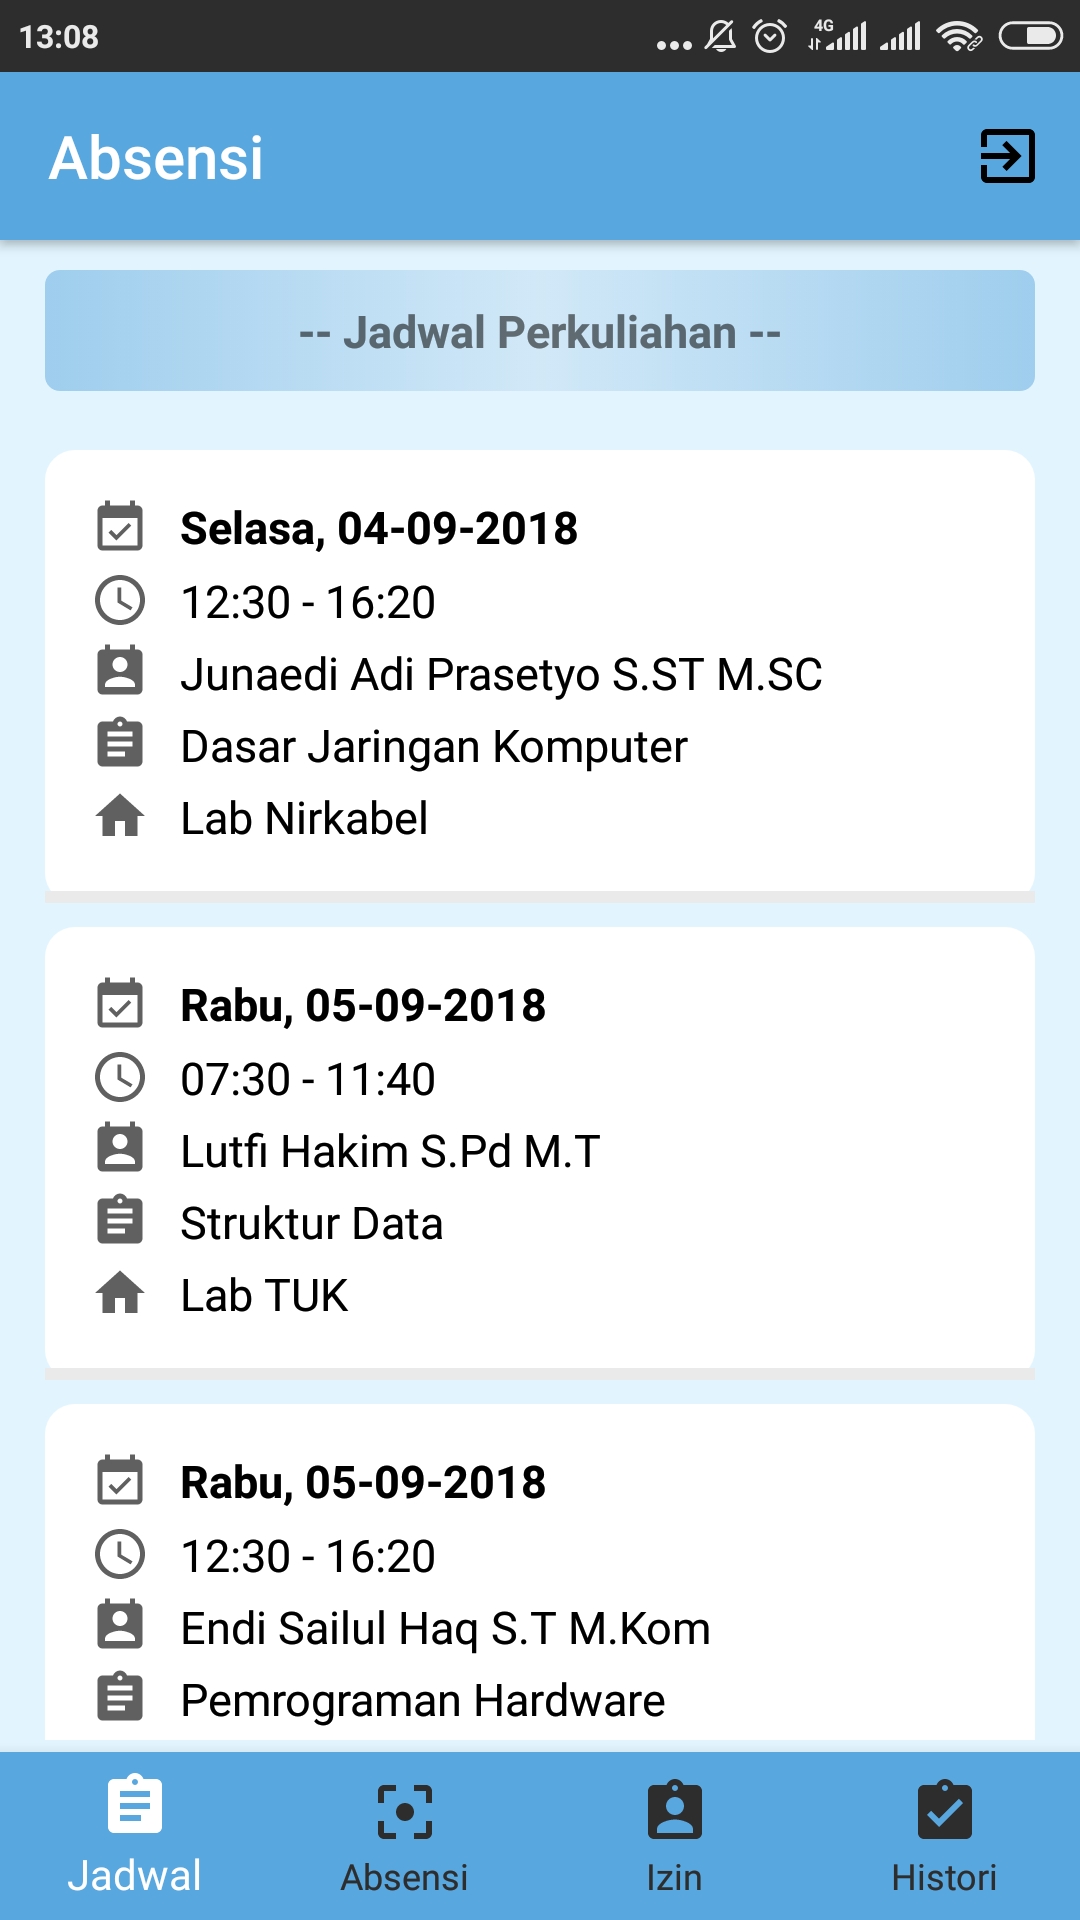 13:08
4G
Absensi
-- Jadwal Perkuliahan --
Selasa, 04-09-2018
12:30 - 16:20
Junaedi Adi Prasetyo S.ST M.SC
Dasar Jaringan Komputer
Lab Nirkabel
Rabu, 05-09-2018
07:30 - 11:40
Lutfi Hakim S.Pd M.T
Struktur Data
Lab TUK
Rabu, 05-09-2018
12:30 - 16:20
Endi Sailul Haq S.T M.Kom
Pemrograman Hardware
Jadwal
Absensi
Izin
Histori